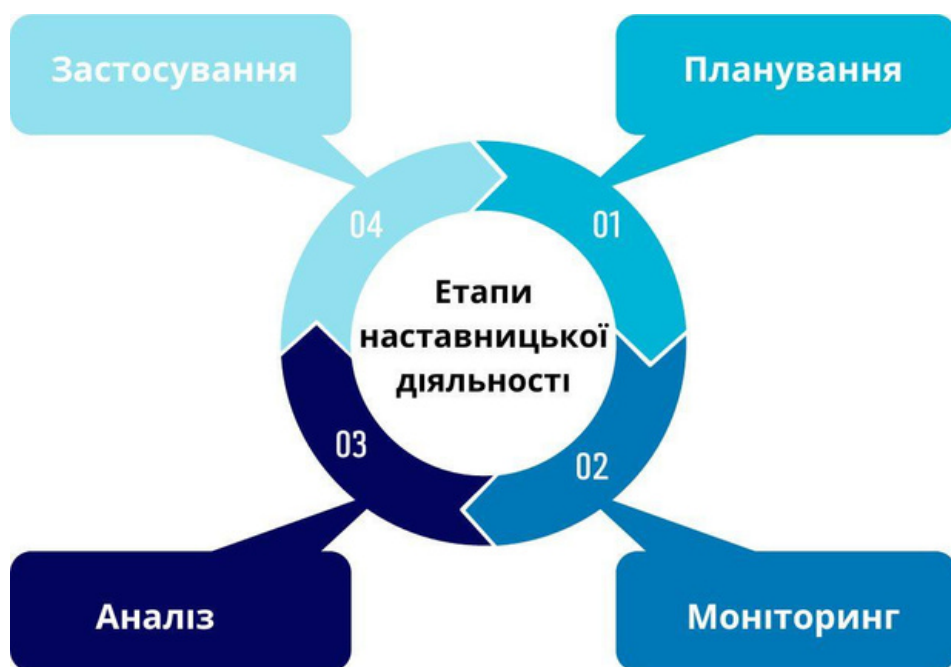 Застосування
Планування
04
01
Етапи
наставницької
діяльності
03
02
Аналіз
Моніторинг